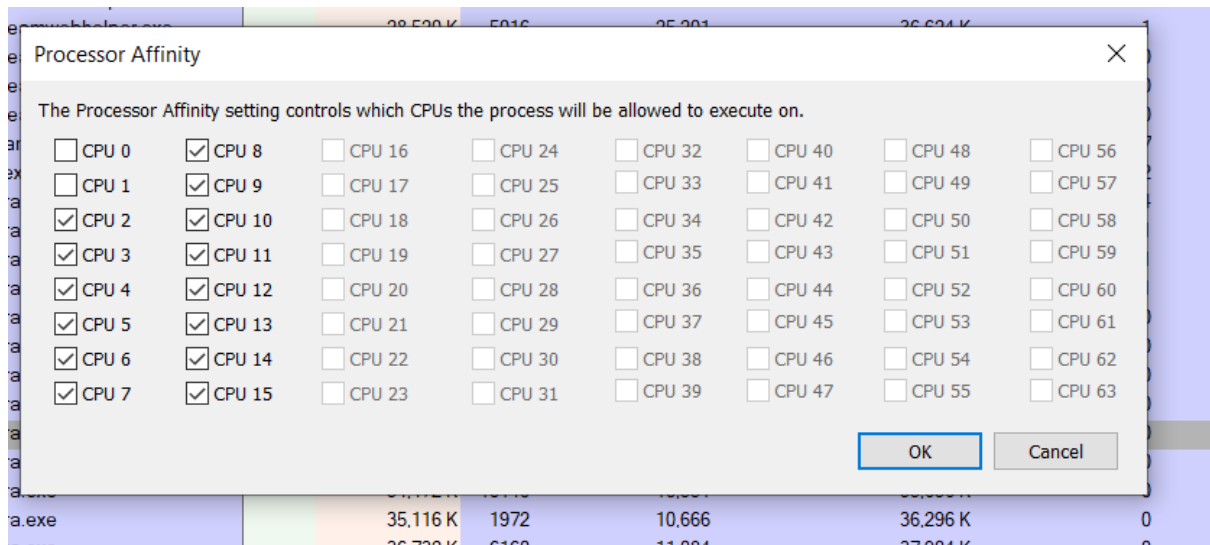 Processor Affinity
The Processor Affinity setting controls which CPUs the process will be allowed to execute on.
CPU 0 CPU 8 CPU 16 CPU 24 CPU 32 CPU 40 CPU 48 CPU 56
CPU 1 CPU 9 CPU 17 CPU 25 CPU 33 CPU 41 CPU 49 CPU 57
CPU 2 CPU 10 CPU 18 CPU 26 CPU 34 CPU 42 CPU 50 CPU 58
CPU 3 CPU 11 CPU 19 CPU 27 CPU 35 CPU 43 CPU 51 CPU 59
CPU 4 CPU 12 CPU 20 CPU 28 CPU 36 CPU 44 CPU 52 CPU 60
CPU 5 CPU 13 CPU 21 CPU 29 CPU 37 CPU 45 CPU 53 CPU 61
CPU 6 CPU 14 CPU 22 CPU 30 CPU 38 CPU 46 CPU 54 CPU 62
CPU 7 CPU 15 CPU 23 CPU 31 CPU 39 CPU 47 CPU 55 CPU 63
OK Cancel
ra.exe 35,116 K 1972 10,666 36,296 K 0